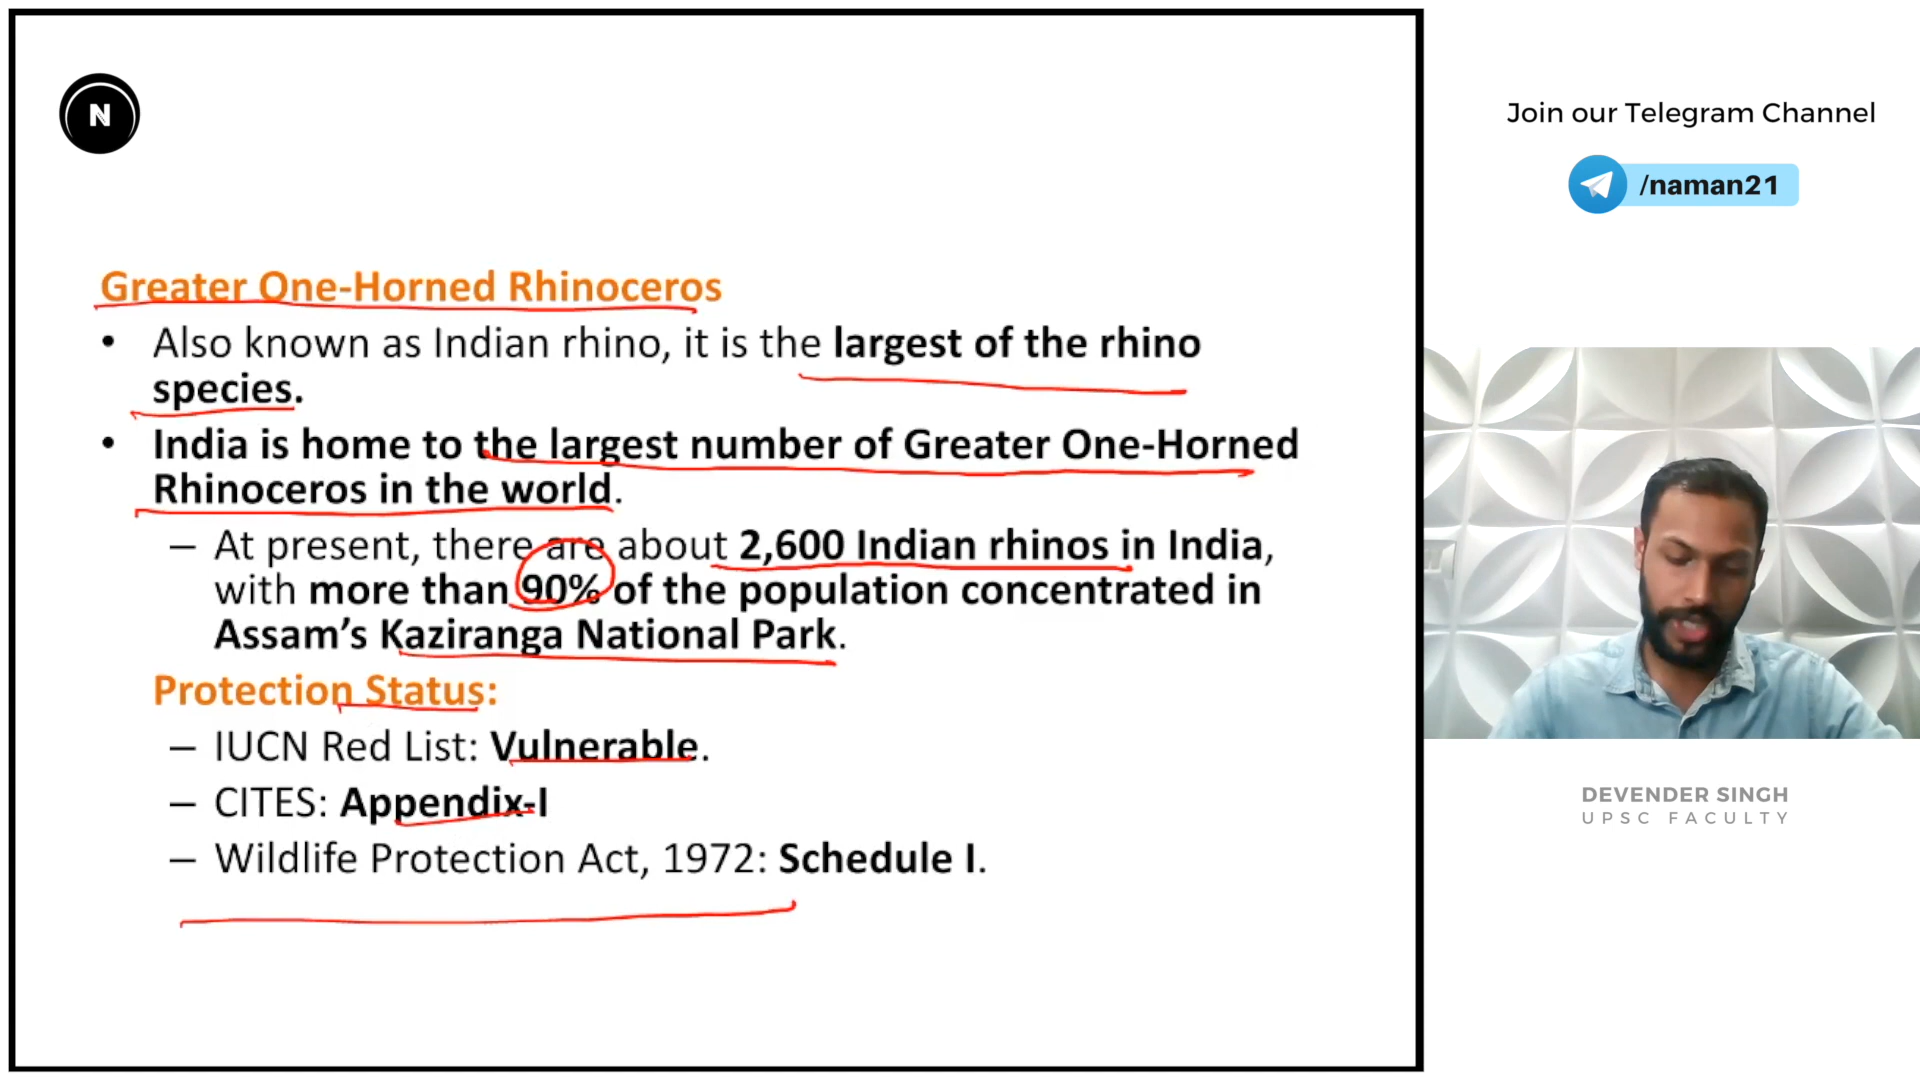 N
Greater One-Horned Rhinoceros
• Also known as Indian rhino, it is the largest of the rhino
species.
• India is home to the largest number of Greater One-Horned
Rhinoceros in the world.
– At present, there are about 2,600 Indian rhinos in India,
with more than 90% of the population concentrated in
Assam’s Kaziranga National Park.
Protection Status:
– IUCN Red List: Vulnerable.
– CITES: Appendix-I
– Wildlife Protection Act, 1972: Schedule I.
Join our Telegram Channel
/naman21
DEVENDER SINGH
UPSC FACULTY